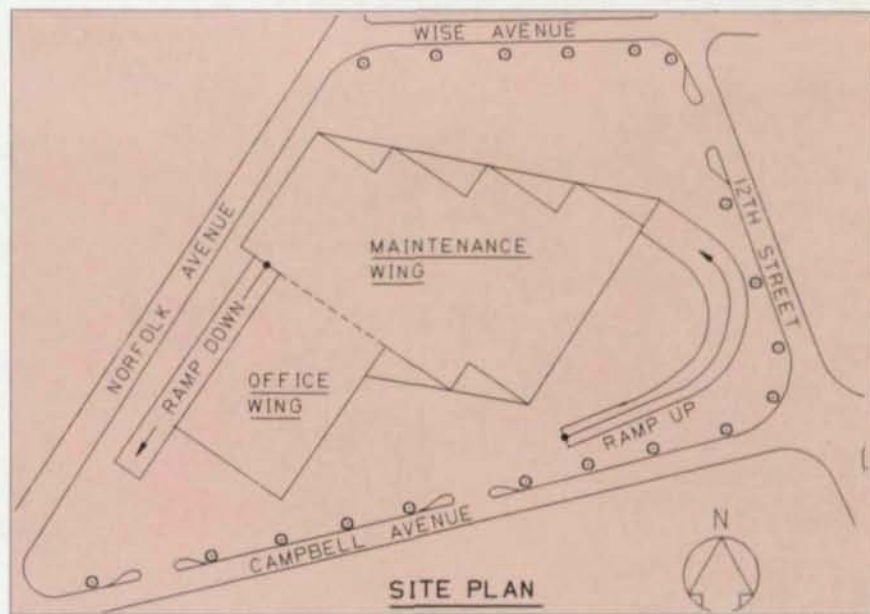 WISE AVENUE
12TH STREET
NORFOLK AVENUE
MAINTENANCE
WING
RAMP DOWN
OFFICE
WING
RAMP UP
CAMPBELL AVENUE
N
SITE PLAN